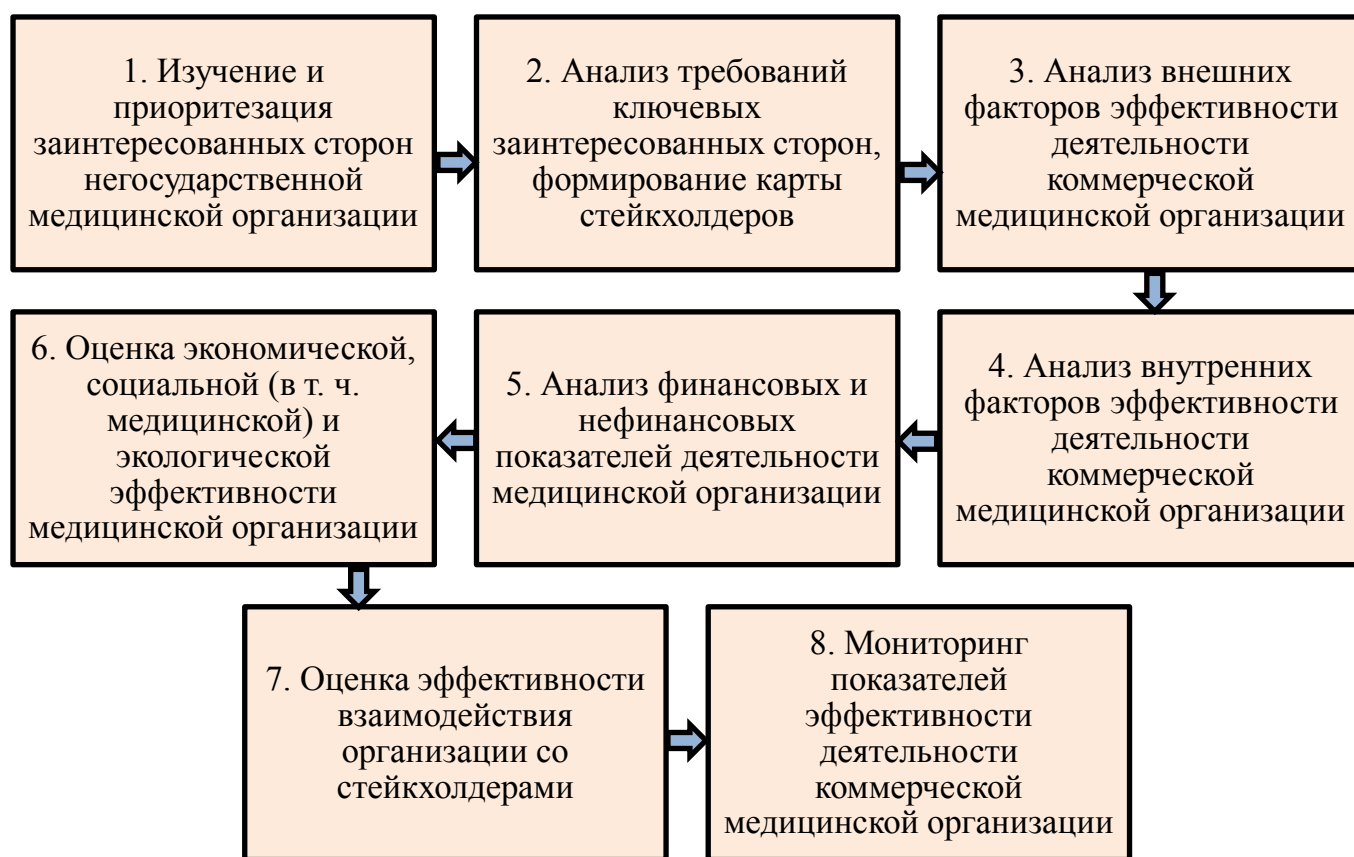 1. Изучение и
приоритезация
заинтересованных сторон
негосударственной
медицинской организации
2. Анализ требований
ключевых
заинтересованных сторон,
формирование карты
стейкхолдеров
3. Анализ внешних
факторов эффективности
деятельности
коммерческой
медицинской организации
4. Анализ внутренних
факторов эффективности
деятельности
коммерческой
медицинской организации
5. Анализ финансовых и
нефинансовых
показателей деятельности
медицинской организации
6. Оценка экономической,
социальной (в т. ч.
медицинской) и
экологической
эффективности
медицинской организации
7. Оценка эффективности
взаимодействия
организации со
стейкхолдерами
8. Мониторинг
показателей
эффективности
деятельности
коммерческой
медицинской организации